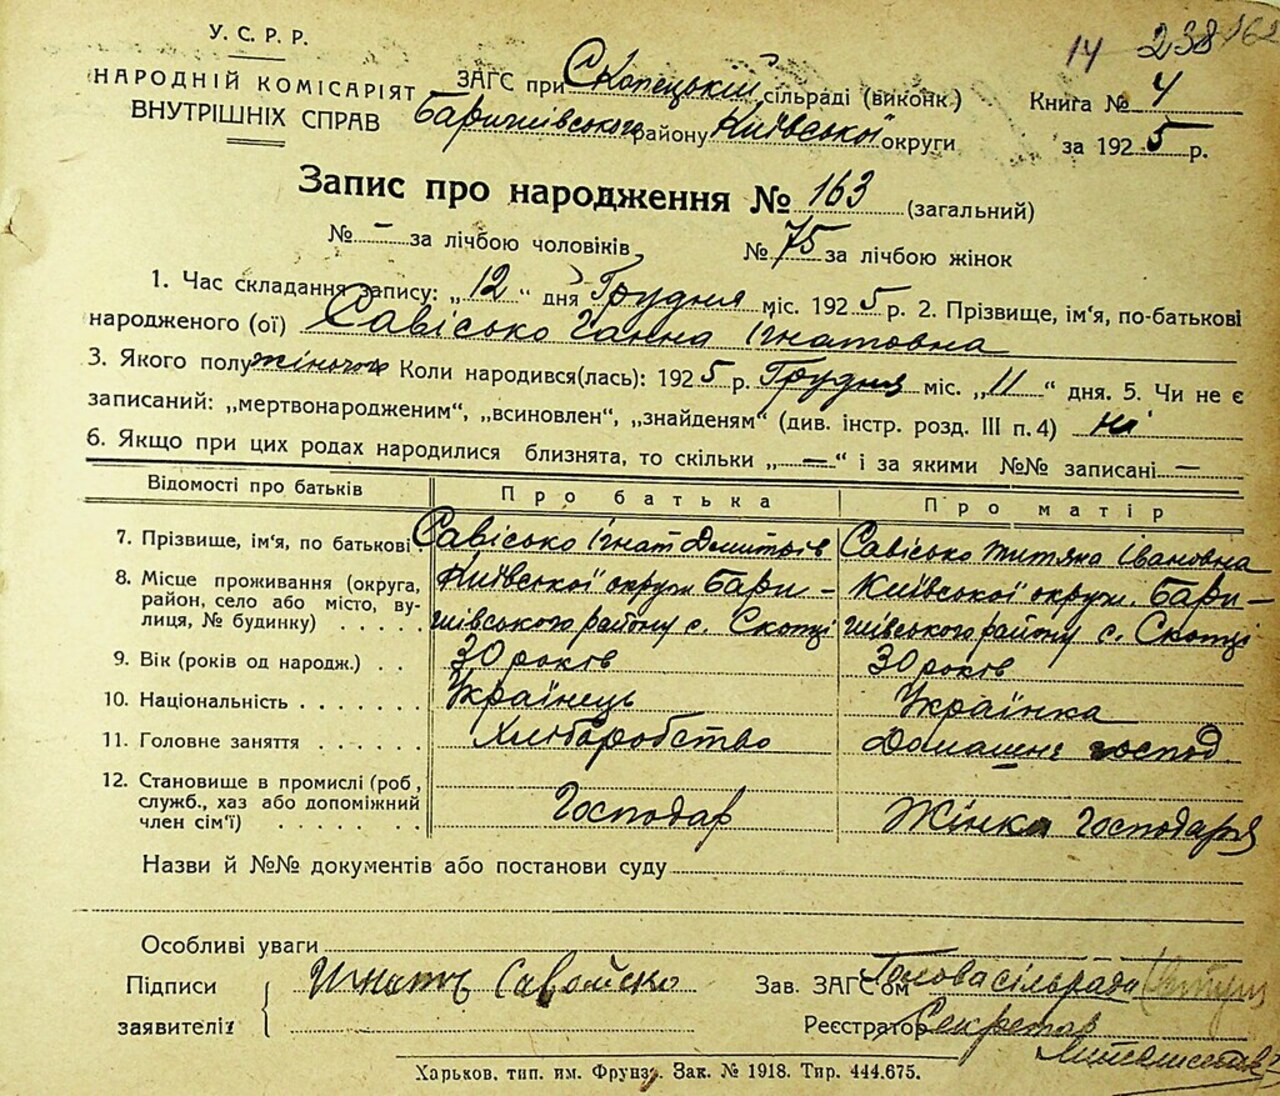 14 238 162
У. С. Р. Р.
НАРОДНІЙ КОМІСАРІЯТ
ВНУТРІШНІХ СПРАВ
ЗАГС при Скопецькій сільраді (виконк.)
Баришівського району Київської округи
Книга № 4
за 1925 р.
Запис про народження № 163 (загальний)
№ – за лічбою чоловіків № 75 за лічбою жінок
1. Час складання запису: „12“ дня Грудня міс. 1925 р. 2. Прізвище, ім'я, по-батькові
народженого (ої) Савісько Ганна Ігнатовна
3. Якого полу жіночого Коли народився(лась): 1925 р. Грудня міс. „11“ дня. 5. Чи не є
записаний: „мертвонародженим“, „всиновлен“, „знайденям“ (див. інстр. розд. III п. 4) ні
6. Якщо при цих родах народилися близнята, то скільки „—“ і за якими №№ записані —
Відомості про батьків Про батька Про матір
7. Прізвище, ім'я, по батькові Савісько Ігнат Дмитрів Савісько Івановна
8. Місце проживання (округа, район, село або місто, вулиця, № будинку) Київської округи Бари- Київської округи. Бари-
шівського району с. Скопці шівського району с. Скопці
9. Вік (років од народж.) 30 років 30 років
10. Національність Українець Українка
11. Головне заняття Хліборобство Домашнє господ.
12. Становище в промислі (роб, служб., хаз або допоміжний член сім'ї) Господар Жінка Господаря
Назви й №№ документів або постанови суду
Особливі уваги
Підписи заявителів Игнать Савойско
Зав. ЗАГС'ом Голова сільради
Реєстратор Секретар
Харьков, тип. им. Фрунзе. Зак. № 1918. Тир. 444.675.